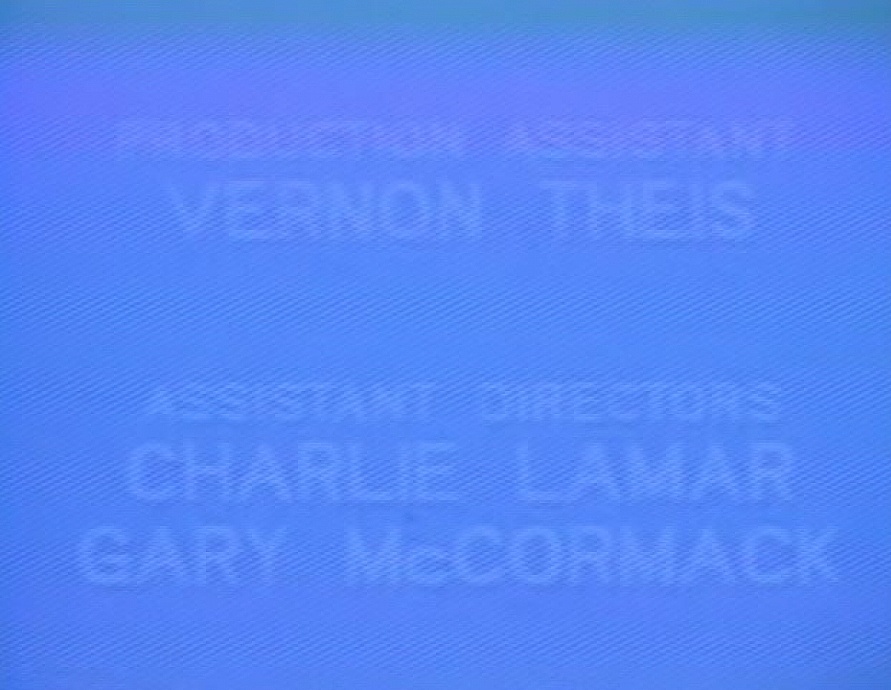 PRODUCTION ASSISTANT
VERNON THEIS
ASSISTANT DIRECTORS
CHARLIE LAMAR
GARY McCORMACK